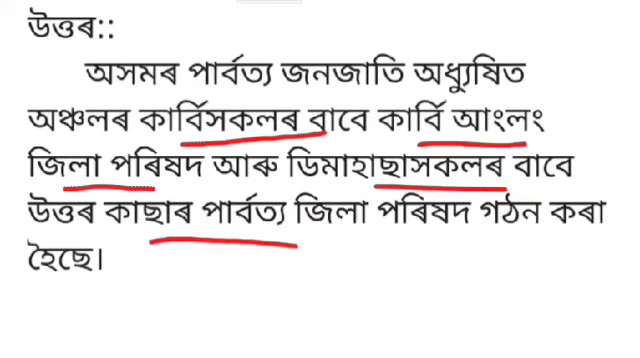 উত্তৰ::
অসমৰ পাৰ্বত্য জনজাতি অধ্যুষিত
অঞ্চলৰ কাৰ্বিসকলৰ বাবে কাৰ্বি আংলং
জিলা পৰিষদ আৰু ডিমাহাছাসকলৰ বাবে
উত্তৰ কাছাৰ পাৰ্বত্য জিলা পৰিষদ গঠন কৰা
হৈছে।